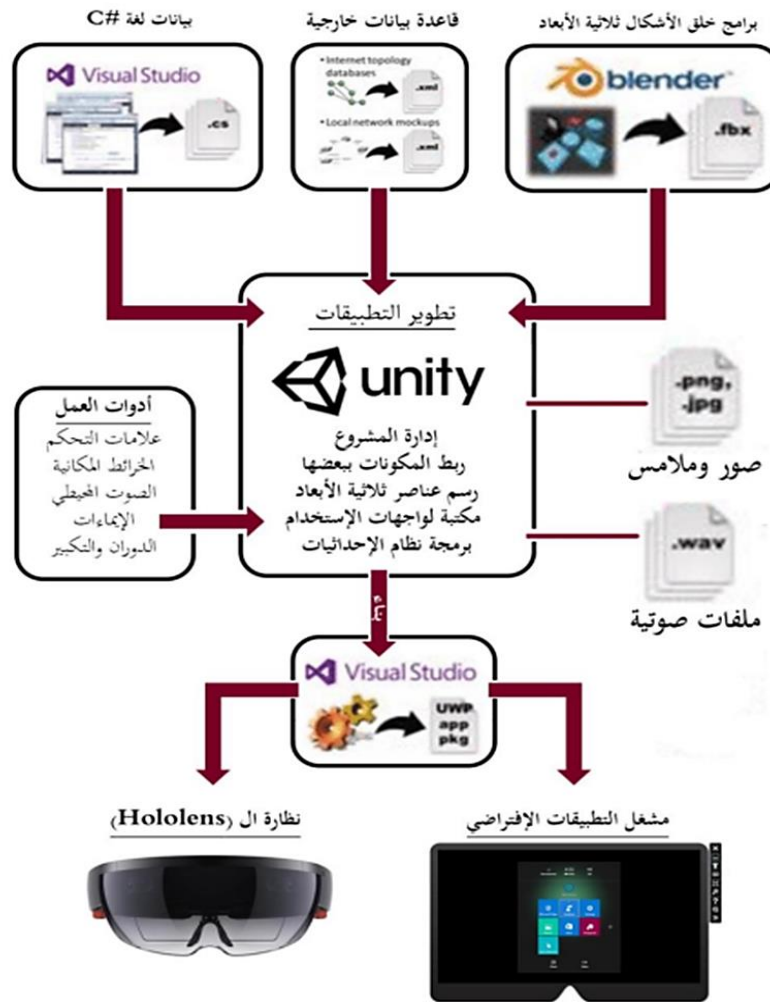 بيانات لغة C#
قاعدة بيانات خارجية
برامج خلق الأشكال ثلاثية الأبعاد
Visual Studio
.cs
• Internet topology
databases
.xml
• Local network mockups
.xml
blender™
.fbx
تطوير التطبيقات
unity
إدارة المشروع
ربط المكونات ببعضها
رسم عناصر ثلاثية الأبعاد
مكتبة لواجهات الإستخدام
برمجة نظام الإحداثيات
أدوات العمل
علامات التحكم
الخرائط المكانية
الصوت المحيطي
الإيماءات
الدوران والتكبير
.png,
.jpg
صور وملامس
.wav
ملفات صوتية
بناء
Visual Studio
UWP
app
pkg
نظارة ال (Hololens)
مشغل التطبيقات الإفتراضي